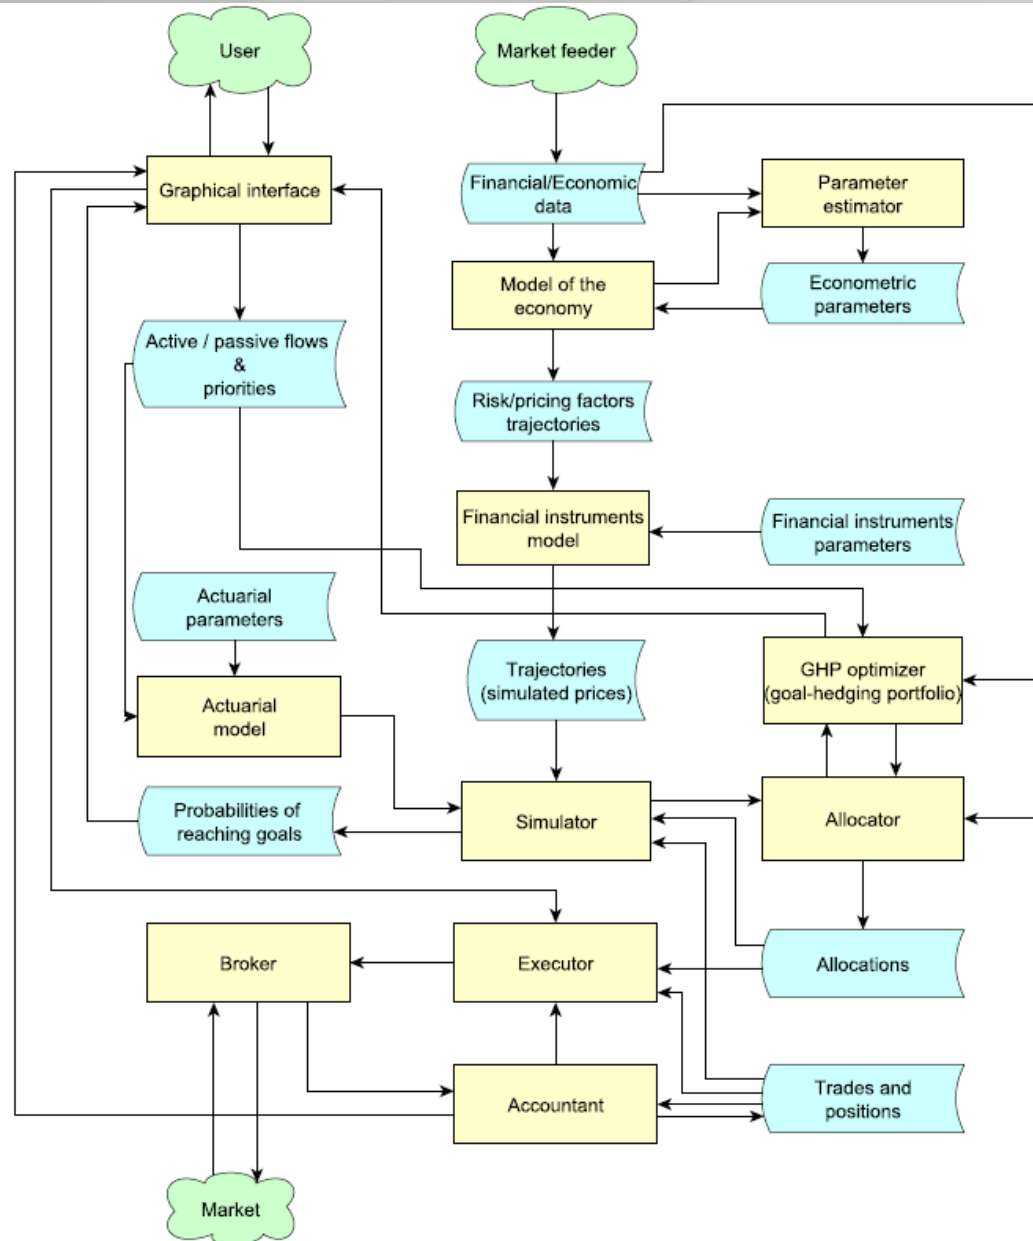 User
Market feeder
Graphical interface
Financial/Economic
data
Parameter
estimator
Model of the
economy
Econometric
parameters
Active / passive flows
&
priorities
Risk/pricing factors
trajectories
Financial instruments
model
Financial instruments
parameters
Actuarial
parameters
Trajectories
(simulated prices)
GHP optimizer
(goal-hedging portfolio)
Actuarial
model
Probabilities of
reaching goals
Simulator
Allocator
Broker
Executor
Allocations
Accountant
Trades and
positions
Market